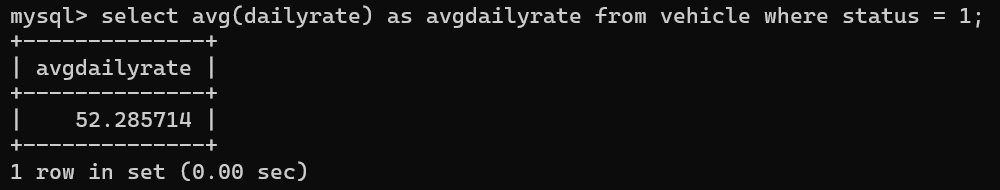 mysql> select avg(dailyrate) as avgdailyrate from vehicle where status = 1;
+--------------+
| avgdailyrate |
+--------------+
|    52.285714 |
+--------------+
1 row in set (0.00 sec)